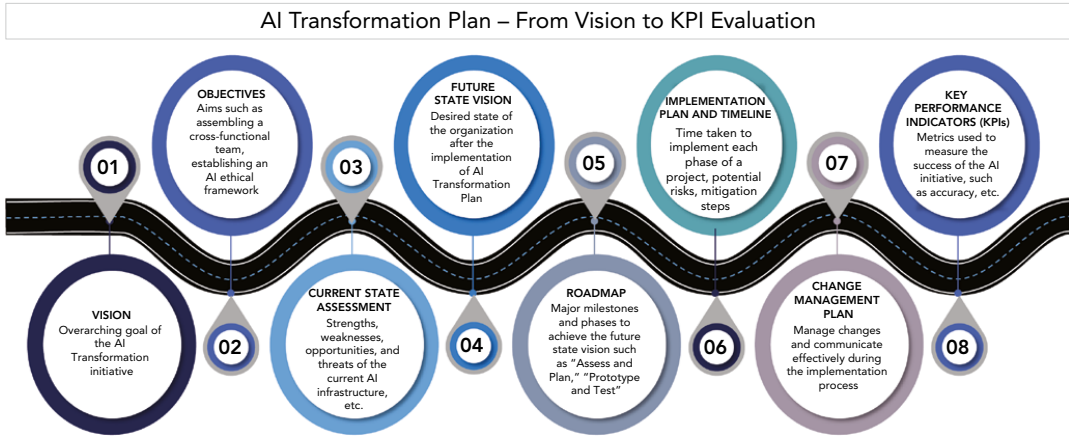 AI Transformation Plan – From Vision to KPI Evaluation
01
VISION
Overarching goal of
the AI
Transformation
initiative
02
OBJECTIVES
Aims such as
assembling a
cross-functional
team,
establishing an
AI ethical
framework
03
CURRENT STATE
ASSESSMENT
Strengths,
weaknesses,
opportunities, and
threats of the
current AI
infrastructure,
etc.
04
FUTURE
STATE VISION
Desired state of
the organization
after the
implementation
of AI
Transformation
Plan
05
ROADMAP
Major milestones
and phases to
achieve the future
state vision such
as “Assess and
Plan,” “Prototype
and Test”
06
IMPLEMENTATION
PLAN AND TIMELINE
Time taken to
implement each
phase of a
project, potential
risks, mitigation
steps
07
CHANGE
MANAGEMENT
PLAN
Manage changes
and communicate
effectively during
the implementation
process
08
KEY
PERFORMANCE
INDICATORS (KPIs)
Metrics used to
measure the
success of the AI
initiative, such
as accuracy, etc.